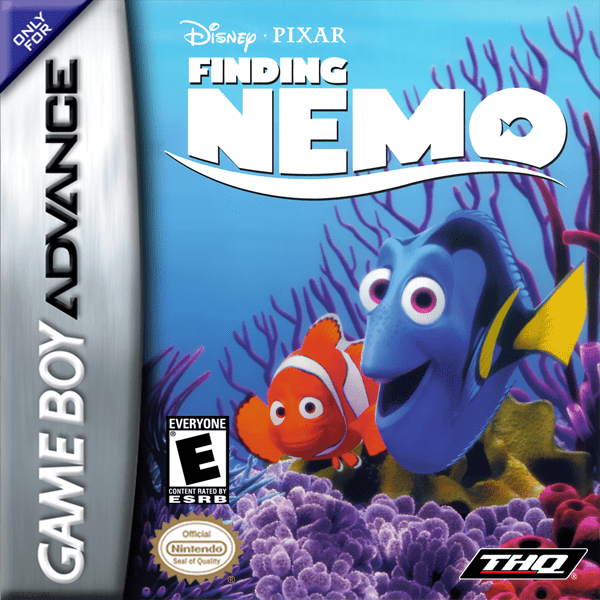 ONLY
FOR
GAME BOY ADVANCE
Disney · PIXAR
FINDING
NEMO
EVERYONE
E
CONTENT RATED BY
ESRB
Official
Nintendo
Seal of Quality
®
THQ
®